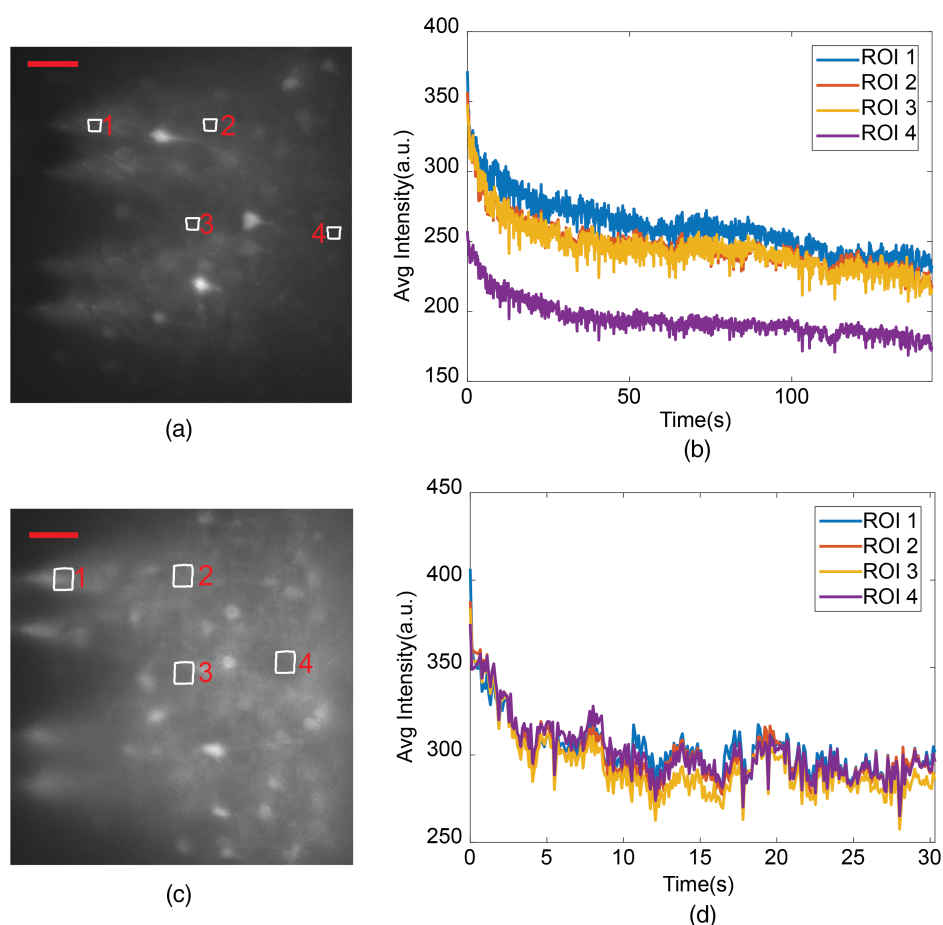 1
2
3
4
(a)
400
350
300
250
200
150
Avg Intensity(a.u.)
0
50
100
Time(s)
ROI 1
ROI 2
ROI 3
ROI 4
(b)
1
2
3
4
(c)
450
400
350
300
250
Avg Intensity(a.u.)
0
5
10
15
20
25
30
Time(s)
ROI 1
ROI 2
ROI 3
ROI 4
(d)